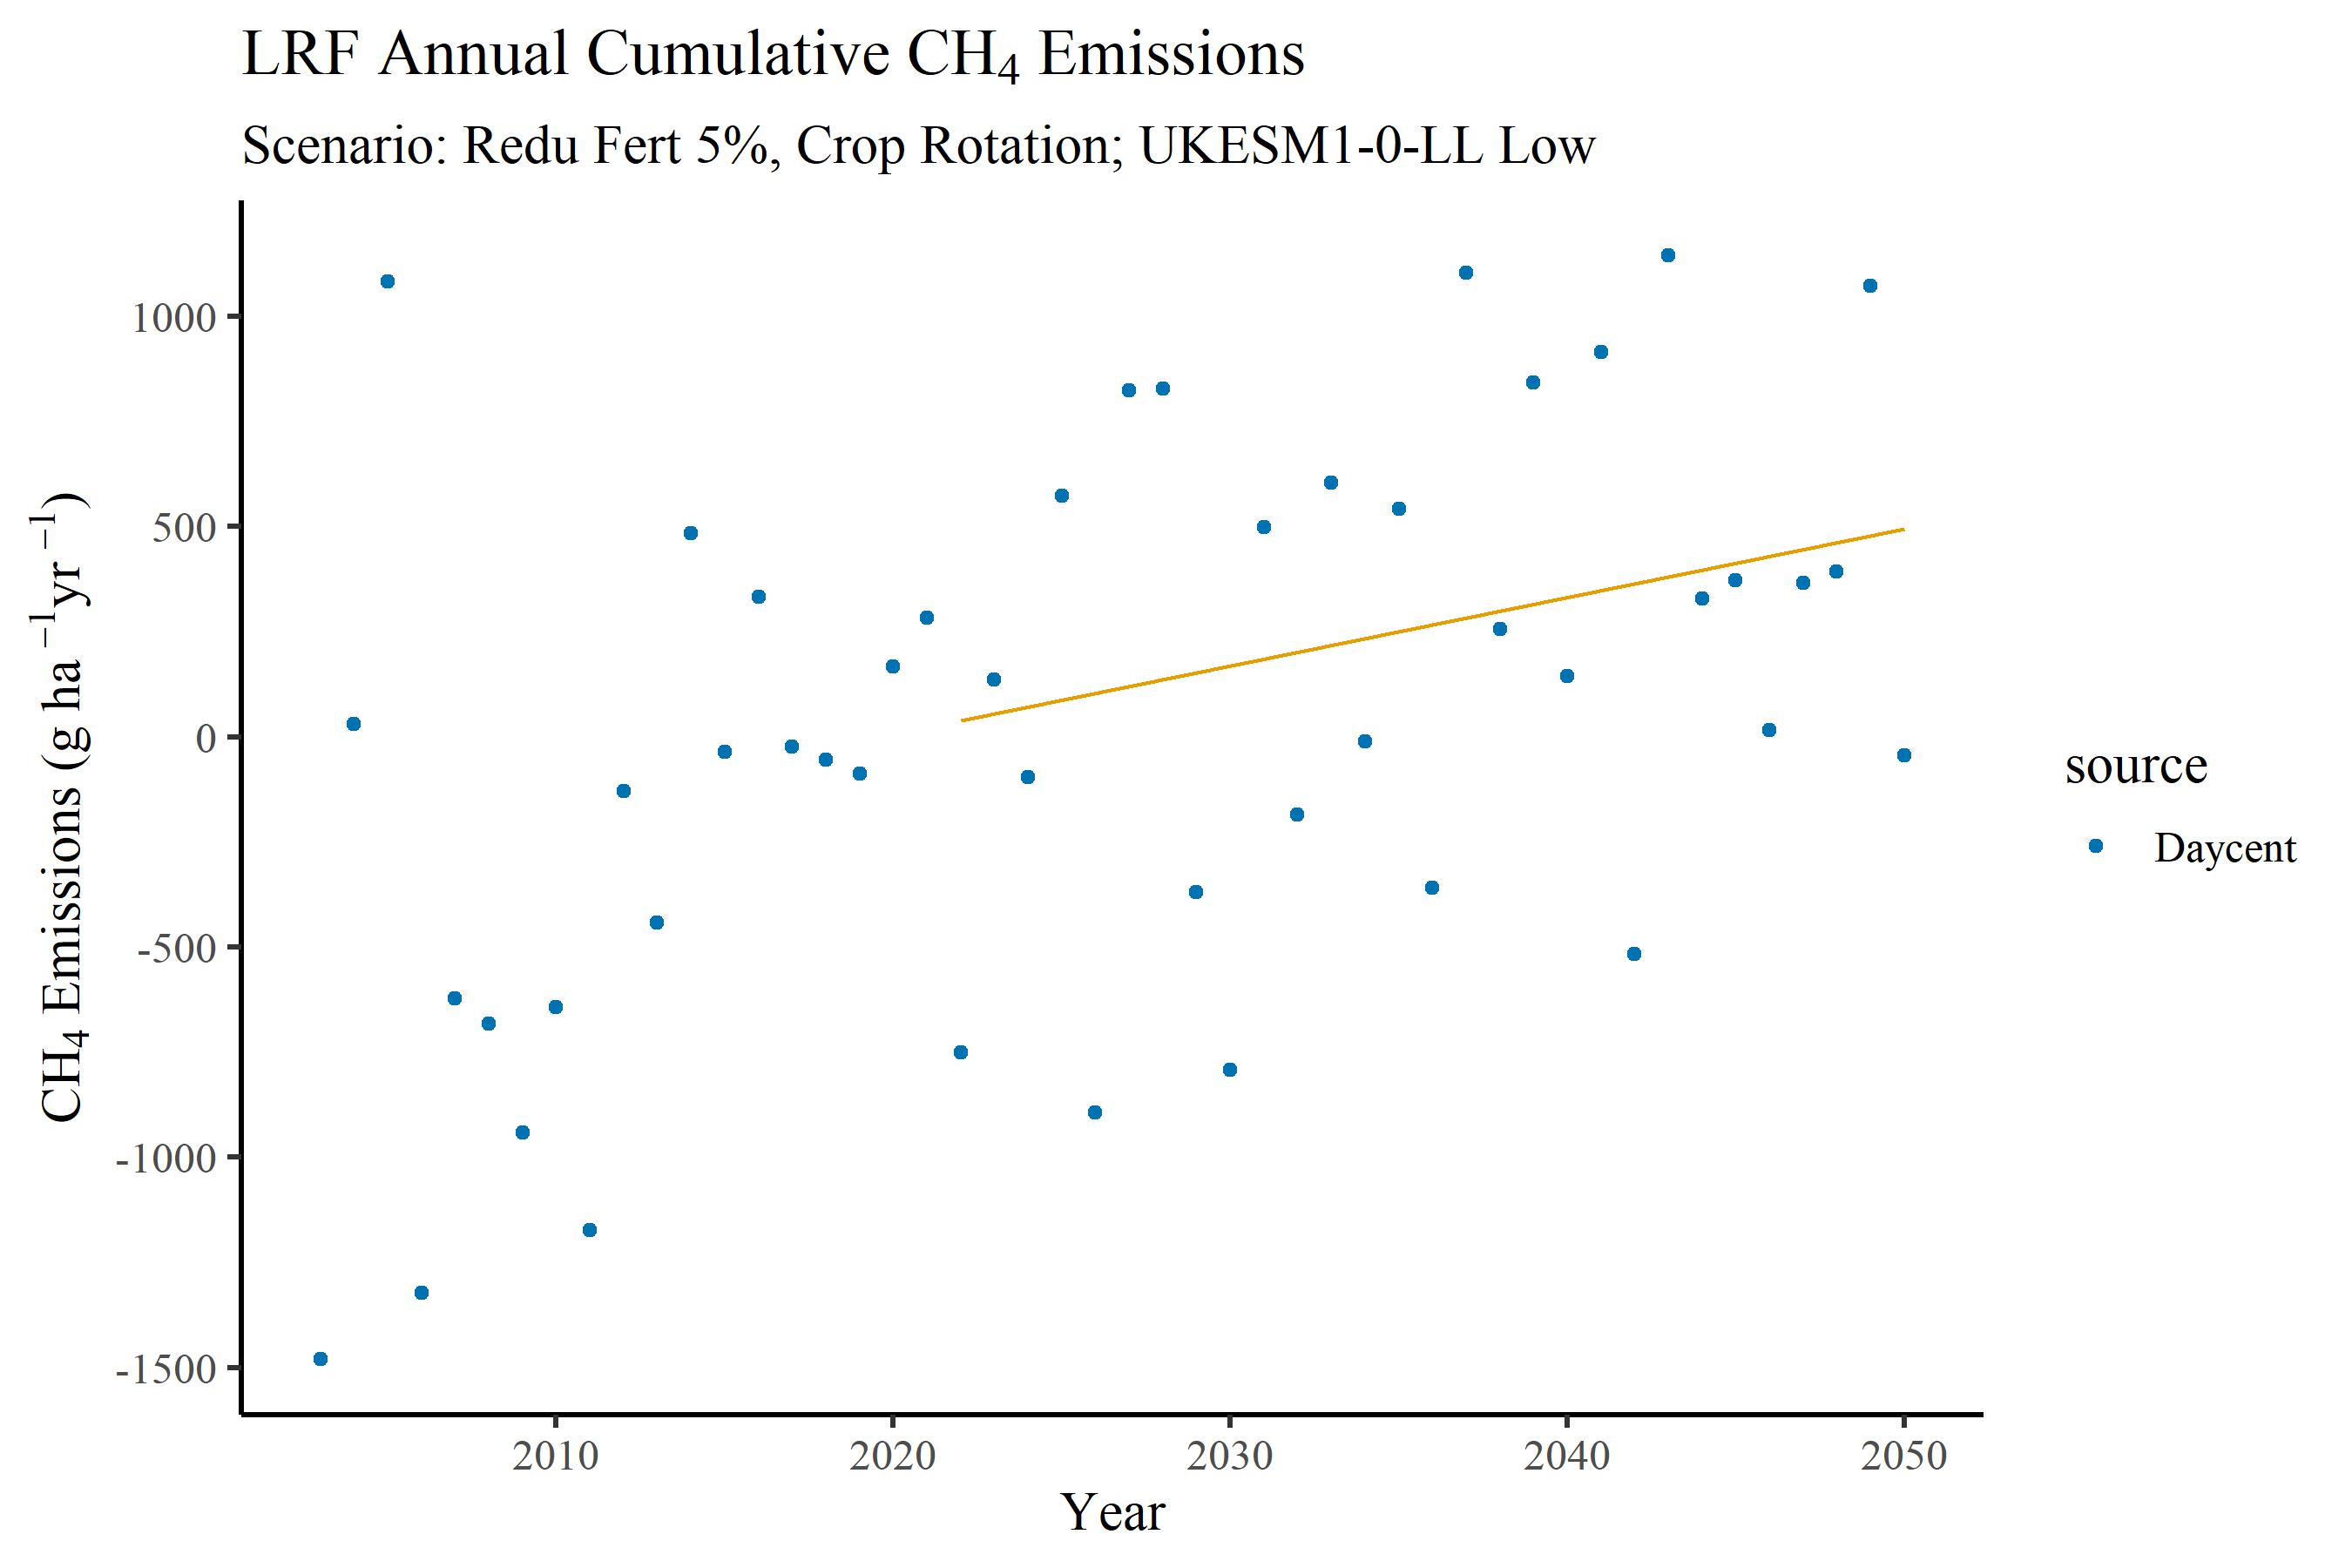 LRF Annual Cumulative CH₄ Emissions
Scenario: Redu Fert 5%, Crop Rotation; UKESM1-0-LL Low
CH₄ Emissions (g ha ⁻¹yr ⁻¹)
1000
500
0
-500
-1000
-1500
2010 2020 2030 2040 2050
Year
source
Daycent